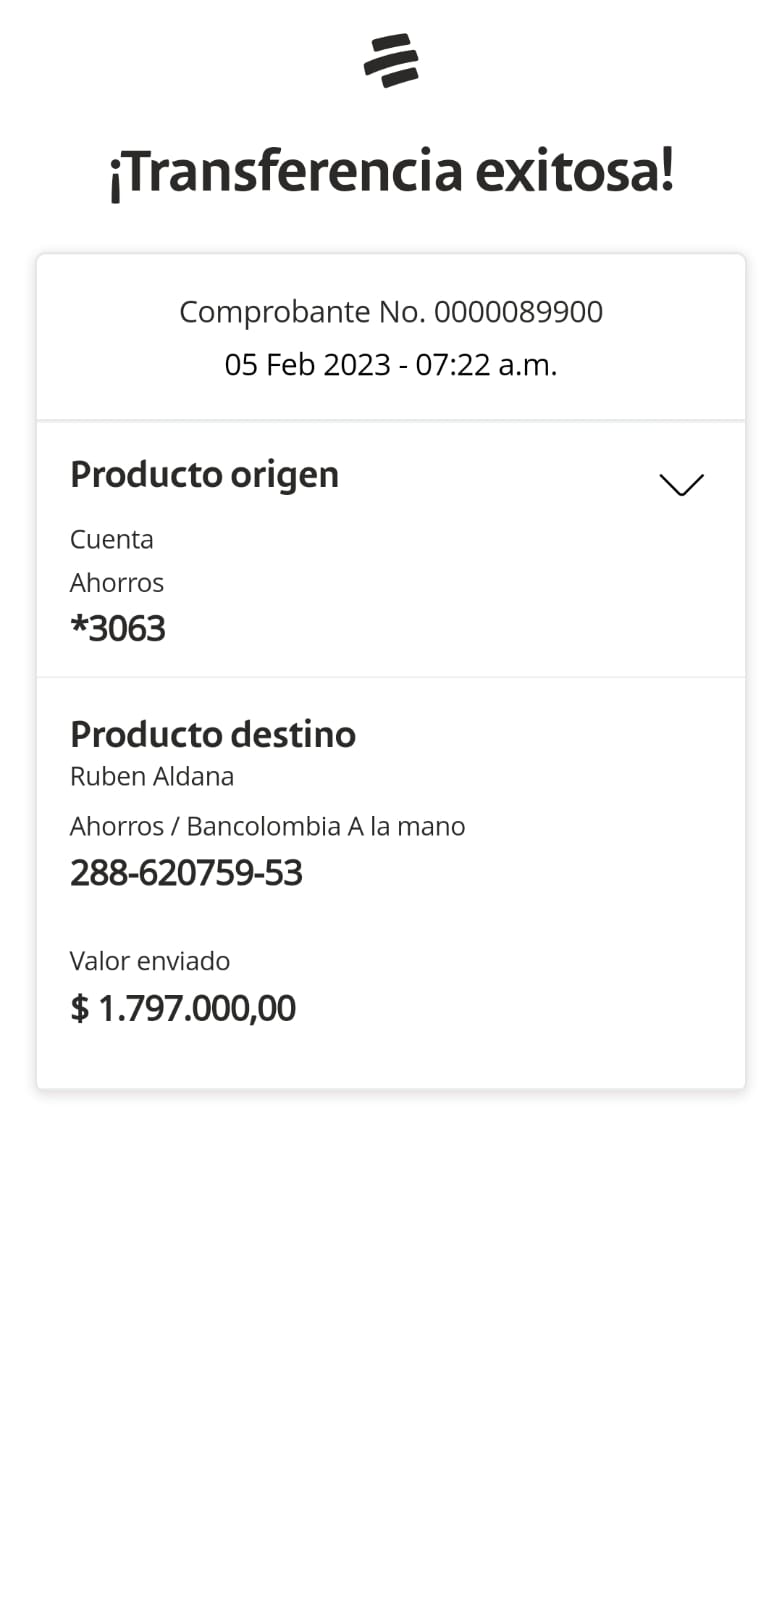 ¡Transferencia exitosa!
Comprobante No. 0000089900
05 Feb 2023 - 07:22 a.m.
Producto origen
Cuenta
Ahorros
*3063
Producto destino
Ruben Aldana
Ahorros / Bancolombia A la mano
288-620759-53
Valor enviado
$ 1.797.000,00